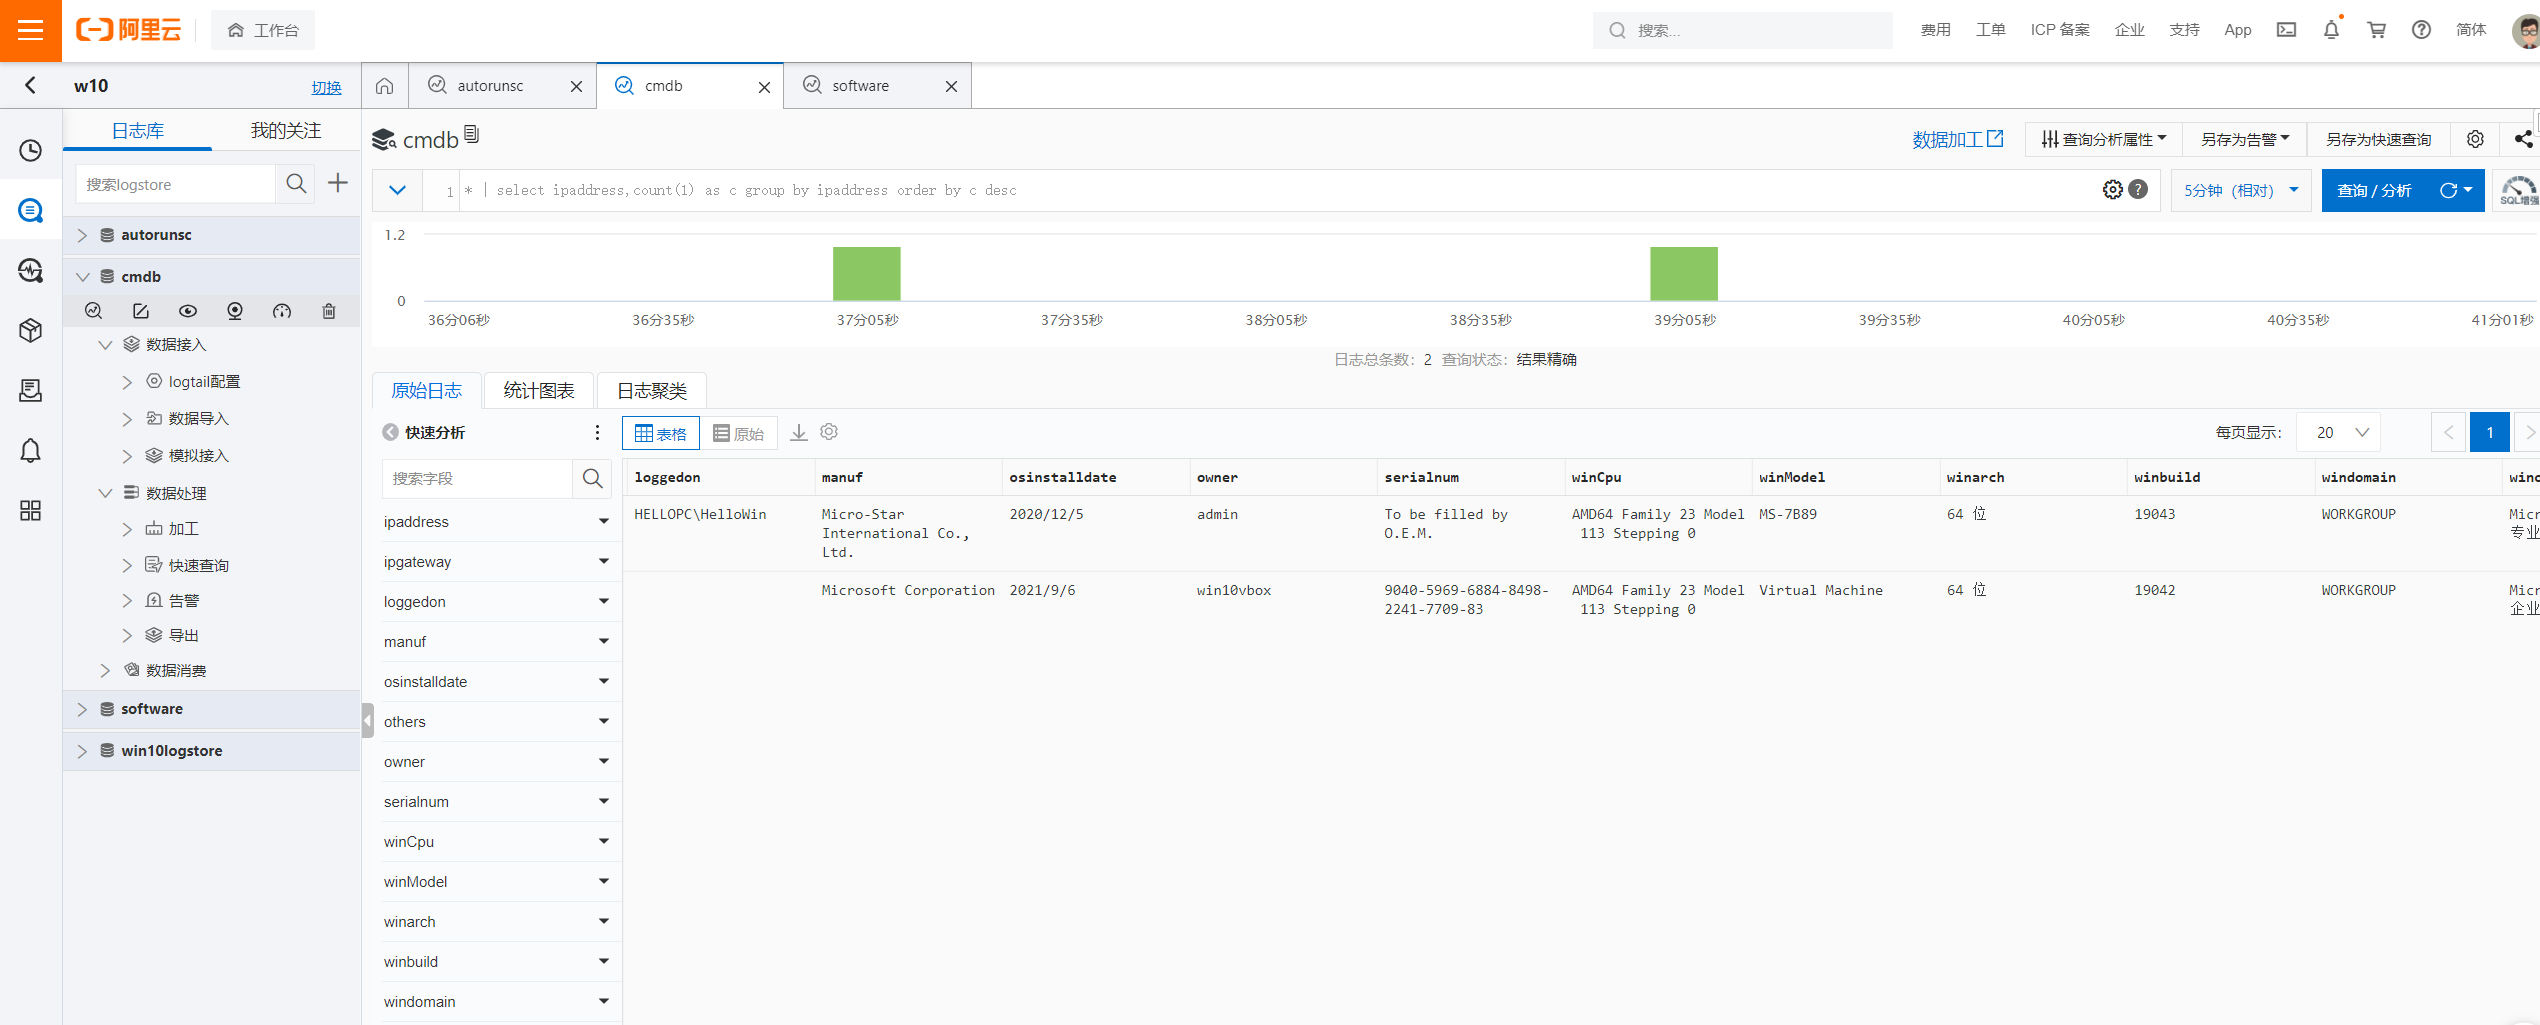 阿里云
工作台
搜索...
费用 工单 ICP 备案 企业 支持 App 简体
w10 切换
autorunsc
cmdb
software
日志库 我的关注
搜索logstore
autorunsc
cmdb
数据接入
logtail配置
数据导入
模拟接入
数据处理
加工
快速查询
告警
导出
数据消费
software
win10logstore
cmdb
数据加工 查询分析属性 另存为告警 另存为快速查询
1 * | select ipaddress,count(1) as c group by ipaddress order by c desc
? 5分钟（相对） 查询 / 分析 SQL增强
1.2
0
36分06秒 36分35秒 37分05秒 37分35秒 38分05秒 38分35秒 39分05秒 39分35秒 40分05秒 40分35秒 41分01秒
日志总条数：2 查询状态：结果精确
原始日志 统计图表 日志聚类
快速分析
表格 原始
每页显示： 20 1
搜索字段
ipaddress
ipgateway
loggedon
manuf
osinstalldate
others
owner
serialnum
winCpu
winModel
winarch
winbuild
windomain
loggedon manuf osinstalldate owner serialnum winCpu winModel winarch winbuild windomain
HELLOPC\HelloWin Micro-Star 2020/12/5 admin To be filled by AMD64 Family 23 Model MS-7B89 64 位 19043 WORKGROUP Micr
International Co., O.E.M. 113 Stepping 0 专业
Ltd.
Microsoft Corporation 2021/9/6 win10vbox 9040-5969-6884-8498- AMD64 Family 23 Model Virtual Machine 64 位 19042 WORKGROUP Micr
2241-7709-83 113 Stepping 0 企业